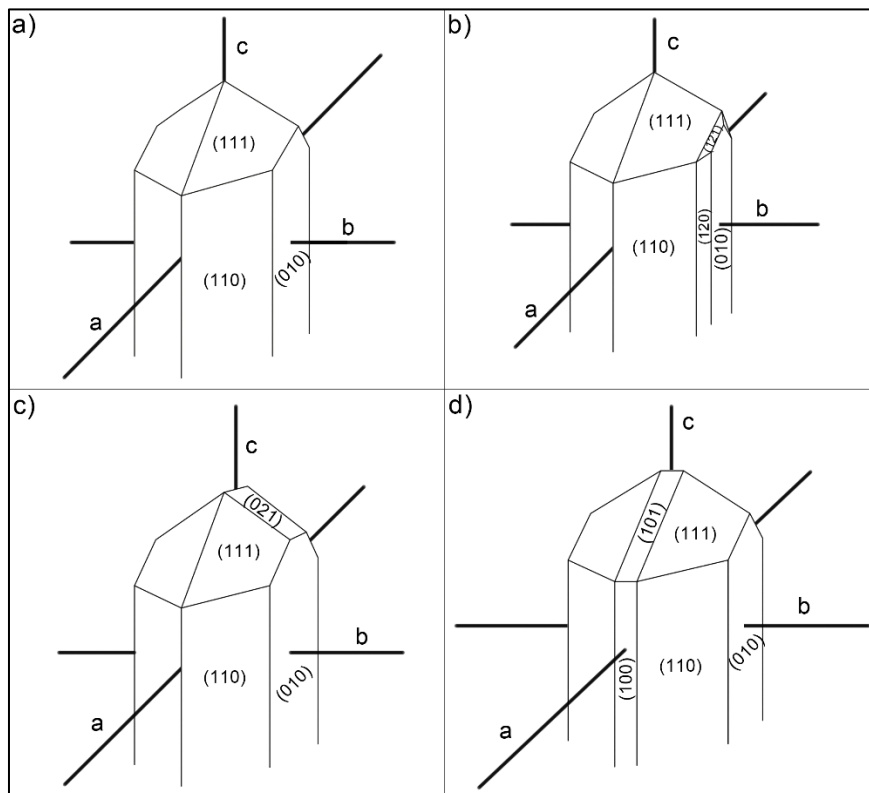 a)
c
(111)
(110)
(010)
b
a
b)
c
(111)
(121)
(110)
(120)
(010)
b
a
c)
c
(021)
(111)
(110)
(010)
b
a
d)
c
(101)
(111)
(100)
(110)
(010)
b
a